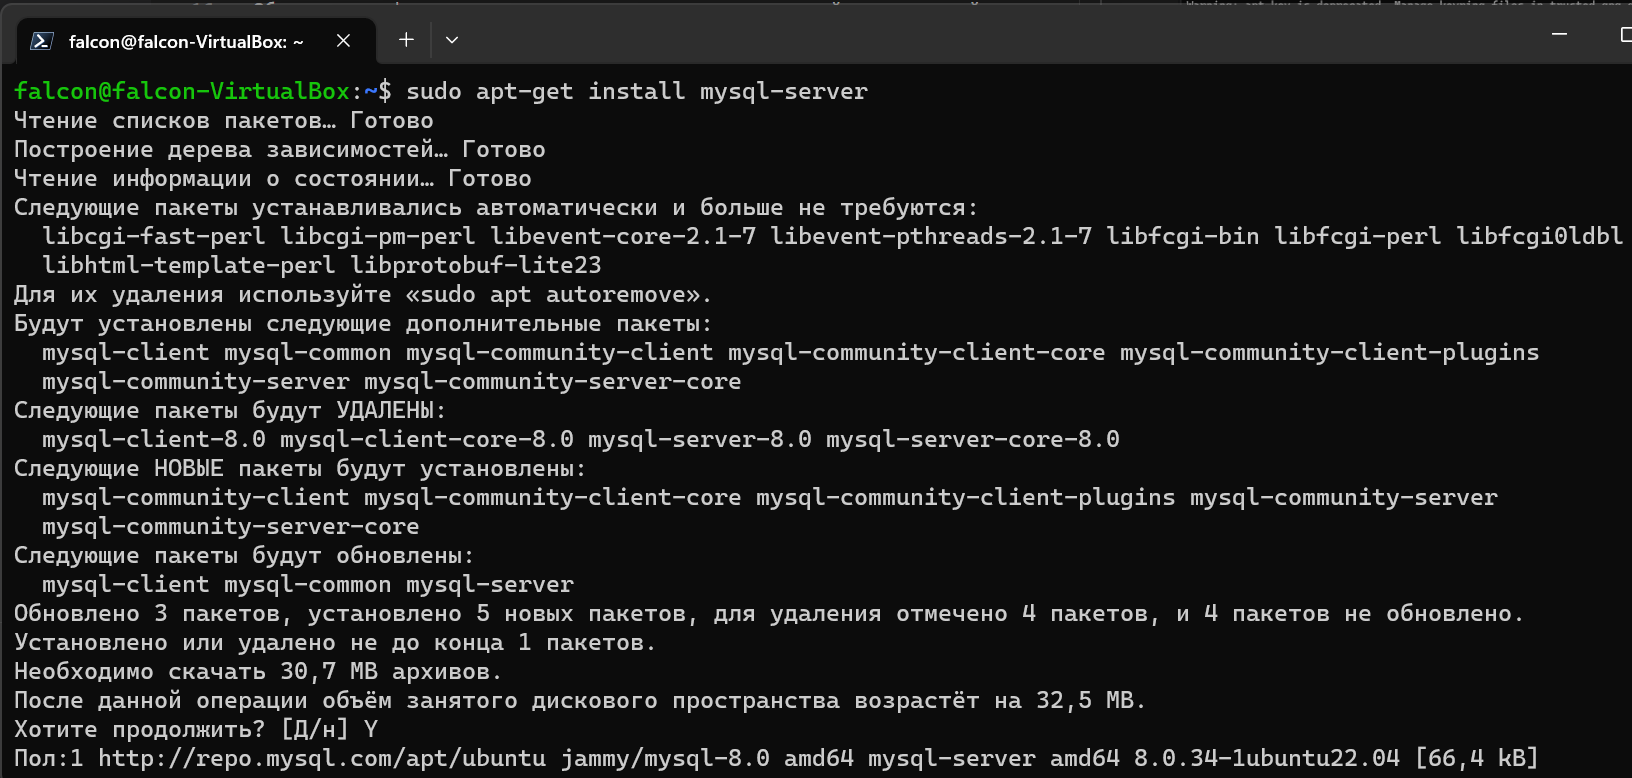 falcon@falcon-VirtualBox: ~
falcon@falcon-VirtualBox:~$ sudo apt-get install mysql-server
Чтение списков пакетов… Готово
Построение дерева зависимостей… Готово
Чтение информации о состоянии… Готово
Следующие пакеты устанавливались автоматически и больше не требуются:
libcgi-fast-perl libcgi-pm-perl libevent-core-2.1-7 libevent-pthreads-2.1-7 libfcgi-bin libfcgi-perl libfcgi0ldbl
libhtml-template-perl libprotobuf-lite23
Для их удаления используйте «sudo apt autoremove».
Будут установлены следующие дополнительные пакеты:
mysql-client mysql-common mysql-community-client mysql-community-client-core mysql-community-client-plugins
mysql-community-server mysql-community-server-core
Следующие пакеты будут УДАЛЕНЫ:
mysql-client-8.0 mysql-client-core-8.0 mysql-server-8.0 mysql-server-core-8.0
Следующие НОВЫЕ пакеты будут установлены:
mysql-community-client mysql-community-client-core mysql-community-client-plugins mysql-community-server
mysql-community-server-core
Следующие пакеты будут обновлены:
mysql-client mysql-common mysql-server
Обновлено 3 пакетов, установлено 5 новых пакетов, для удаления отмечено 4 пакетов, и 4 пакетов не обновлено.
Установлено или удалено не до конца 1 пакетов.
Необходимо скачать 30,7 MB архивов.
После данной операции объём занятого дискового пространства возрастёт на 32,5 MB.
Хотите продолжить? [Д/н] Y
Пол:1 http://repo.mysql.com/apt/ubuntu jammy/mysql-8.0 amd64 mysql-server amd64 8.0.34-1ubuntu22.04 [66,4 kB]